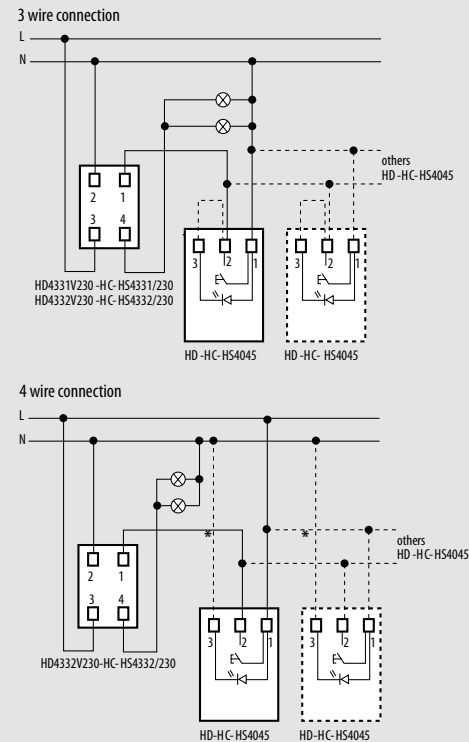 3 wire connection
L
N
others
HD -HC- HS4045
2 1
3 4
3 2 1
3 2 1
HD4331V230 -HC- HS4331/230
HD4332V230 -HC- HS4332/230
HD -HC- HS4045 HD -HC- HS4045
4 wire connection
L
N
* *
others
HD -HC- HS4045
2 1
3 4
3 2 1
3 2 1
HD4332V230-HC- HS4332/230
HD-HC- HS4045 HD-HC- HS4045